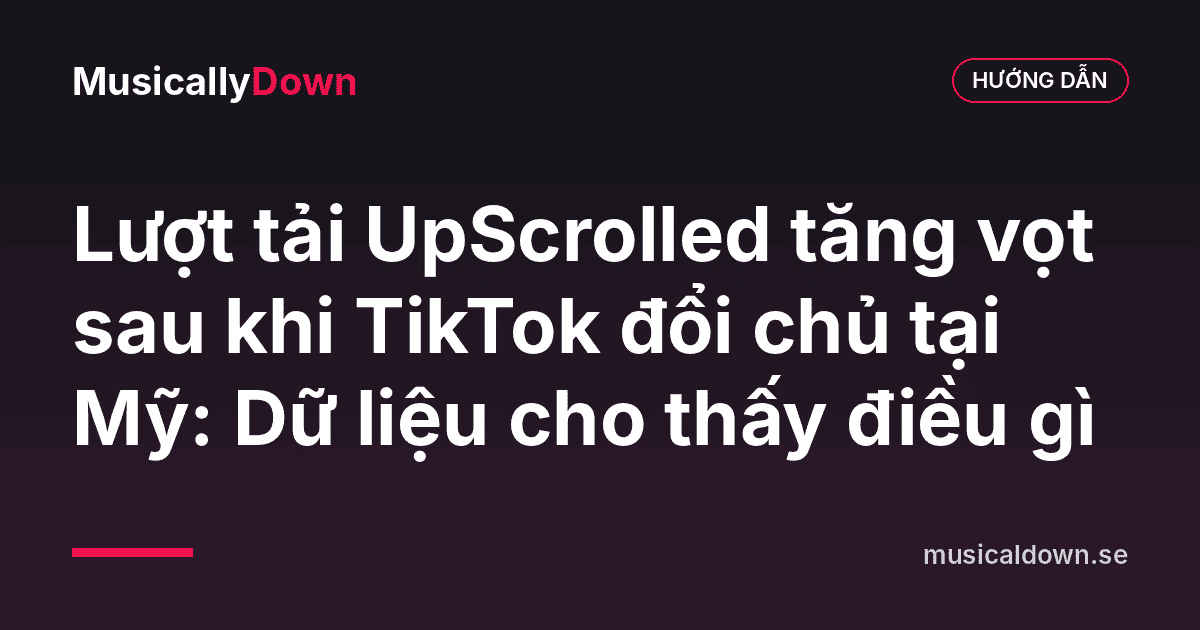 MusicallyDown
HƯỚNG DẪN
Lượt tải UpScrolled tăng vọt
sau khi TikTok đổi chủ tại
Mỹ: Dữ liệu cho thấy điều gì
musicaldown.se